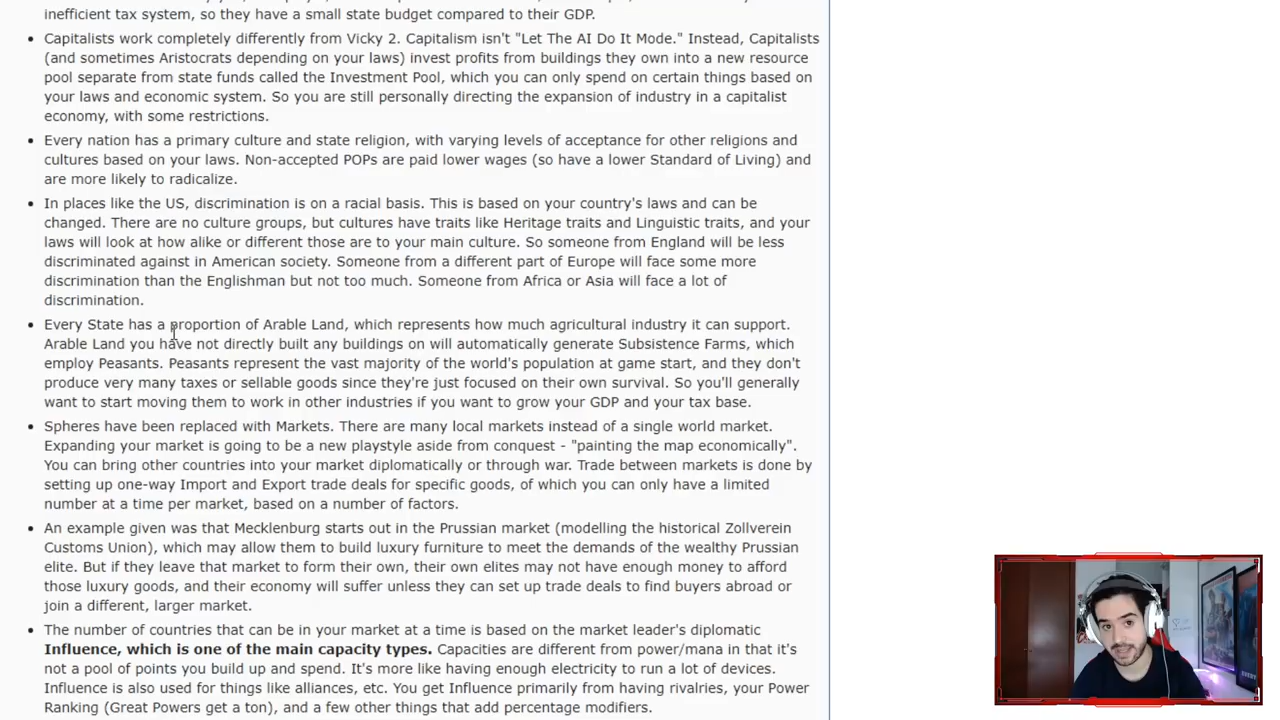 inefficient tax system, so they have a small state budget compared to their GDP.
Capitalists work completely differently from Vicky 2. Capitalism isn't "Let The AI Do It Mode." Instead, Capitalists
(and sometimes Aristocrats depending on your laws) invest profits from buildings they own into a new resource
pool separate from state funds called the Investment Pool, which you can only spend on certain things based on
your laws and economic system. So you are still personally directing the expansion of industry in a capitalist
economy, with some restrictions.
Every nation has a primary culture and state religion, with varying levels of acceptance for other religions and
cultures based on your laws. Non-accepted POPs are paid lower wages (so have a lower Standard of Living) and
are more likely to radicalize.
In places like the US, discrimination is on a racial basis. This is based on your country's laws and can be
changed. There are no culture groups, but cultures have traits like Heritage traits and Linguistic traits, and your
laws will look at how alike or different those are to your main culture. So someone from England will be less
discriminated against in American society. Someone from a different part of Europe will face some more
discrimination than the Englishman but not too much. Someone from Africa or Asia will face a lot of
discrimination.
Every State has a proportion of Arable Land, which represents how much agricultural industry it can support.
Arable Land you have not directly built any buildings on will automatically generate Subsistence Farms, which
employ Peasants. Peasants represent the vast majority of the world's population at game start, and they don't
produce very many taxes or sellable goods since they're just focused on their own survival. So you'll generally
want to start moving them to work in other industries if you want to grow your GDP and your tax base.
Spheres have been replaced with Markets. There are many local markets instead of a single world market.
Expanding your market is going to be a new playstyle aside from conquest - "painting the map economically".
You can bring other countries into your market diplomatically or through war. Trade between markets is done by
setting up one-way Import and Export trade deals for specific goods, of which you can only have a limited
number at a time per market, based on a number of factors.
An example given was that Mecklenburg starts out in the Prussian market (modelling the historical Zollverein
Customs Union), which may allow them to build luxury furniture to meet the demands of the wealthy Prussian
elite. But if they leave that market to form their own, their own elites may not have enough money to afford
those luxury goods, and their economy will suffer unless they can set up trade deals to find buyers abroad or
join a different, larger market.
The number of countries that can be in your market at a time is based on the market leader's diplomatic
Influence, which is one of the main capacity types. Capacities are different from power/mana in that it's
not a pool of points you build up and spend. It's more like having enough electricity to run a lot of devices.
Influence is also used for things like alliances, etc. You get Influence primarily from having rivalries, your Power
Ranking (Great Powers get a ton), and a few other things that add percentage modifiers.